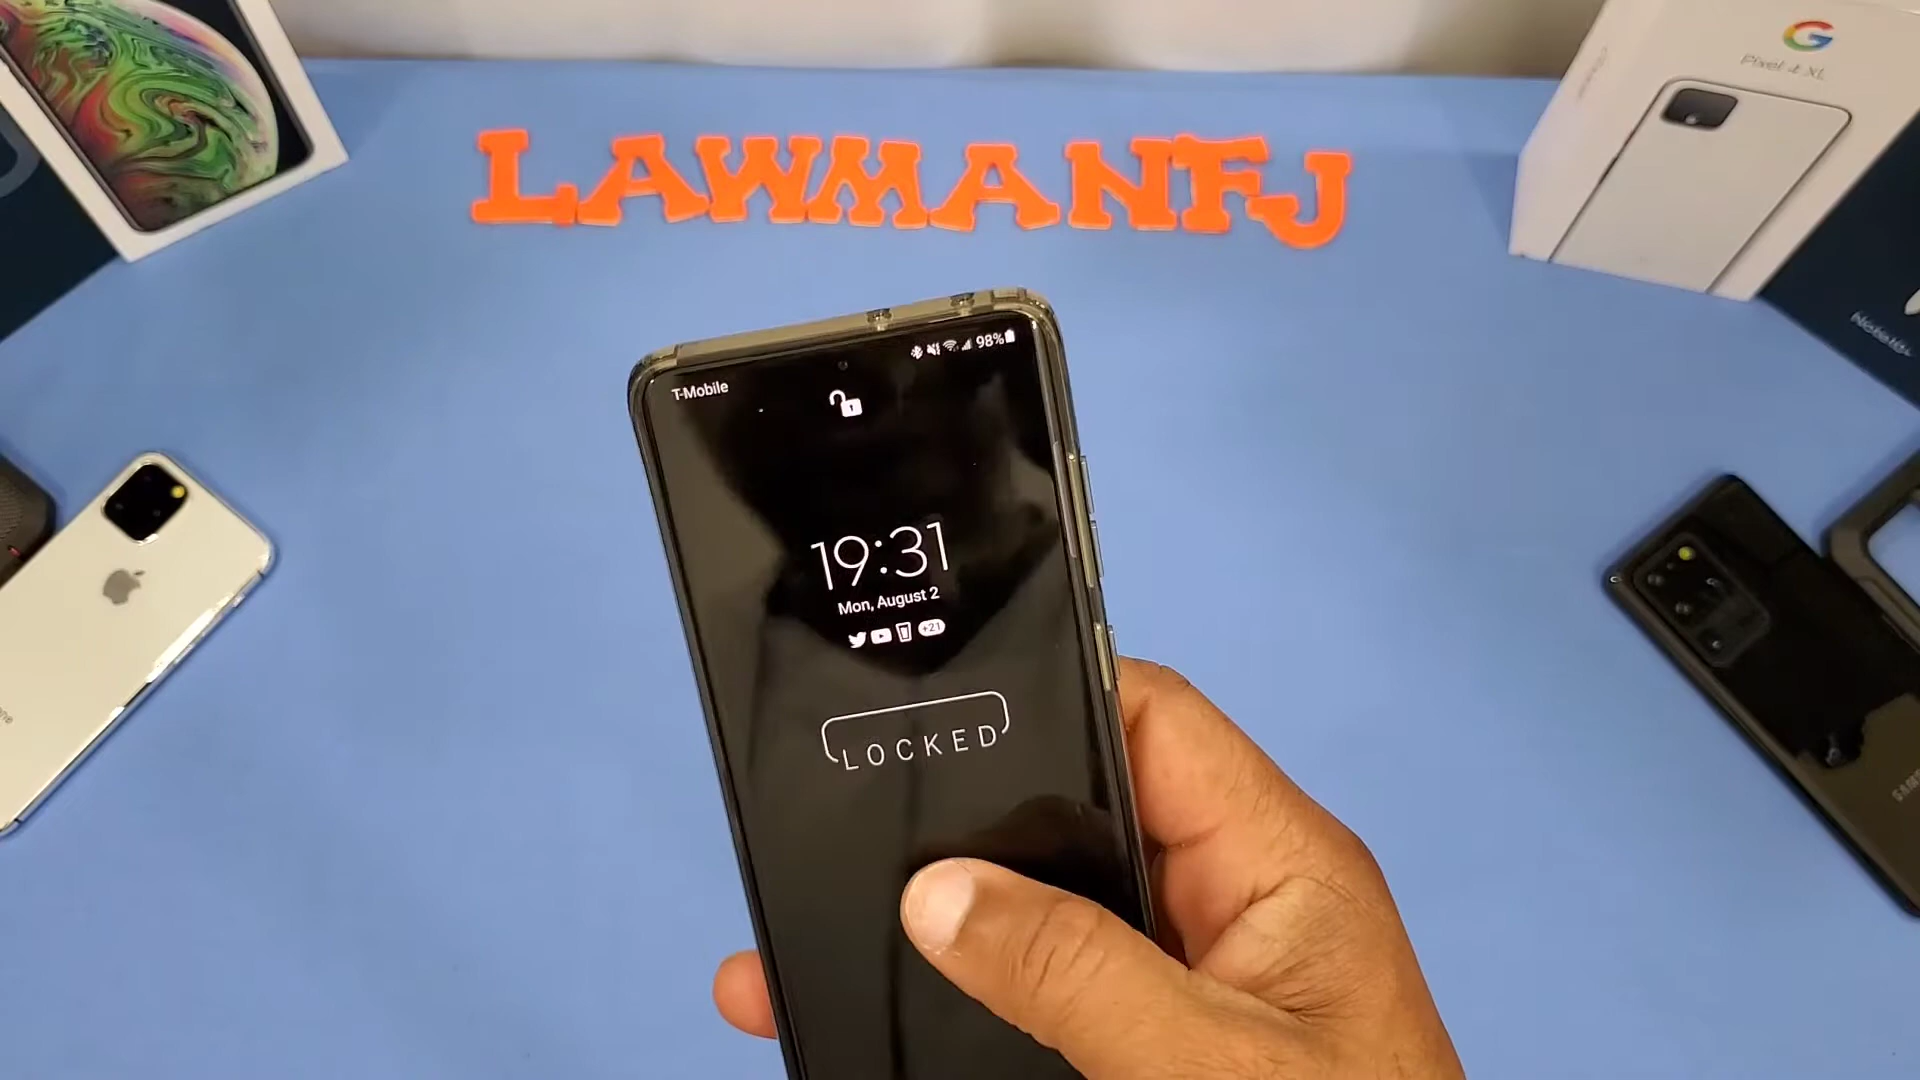 LAWMANFJ
G
Pixel 4 XL
T-Mobile
98%
19:31
Mon, August 2
+21
LOCKED